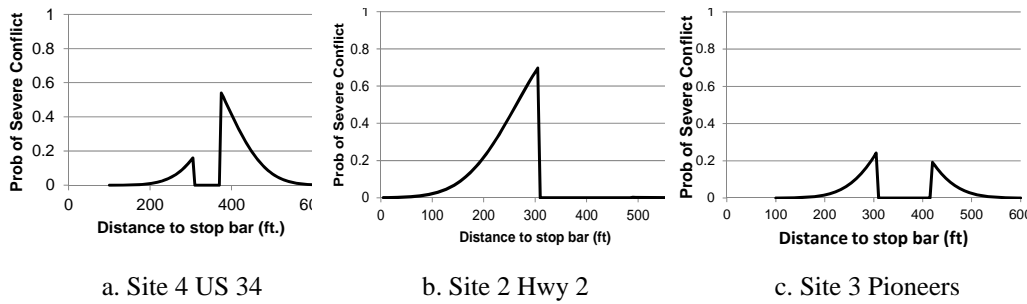 Prob of Severe Conflict
1
0.8
0.6
0.4
0.2
0
0 200 400 60
Distance to stop bar (ft.)
a. Site 4 US 34
Prob of Severe Conflict
1
0.8
0.6
0.4
0.2
0
0 100 200 300 400 500
Distance to stop bar (ft)
b. Site 2 Hwy 2
Prob of Severe Conflict
1
0.8
0.6
0.4
0.2
0
0 100 200 300 400 500 600
Distance to stop bar (ft)
c. Site 3 Pioneers